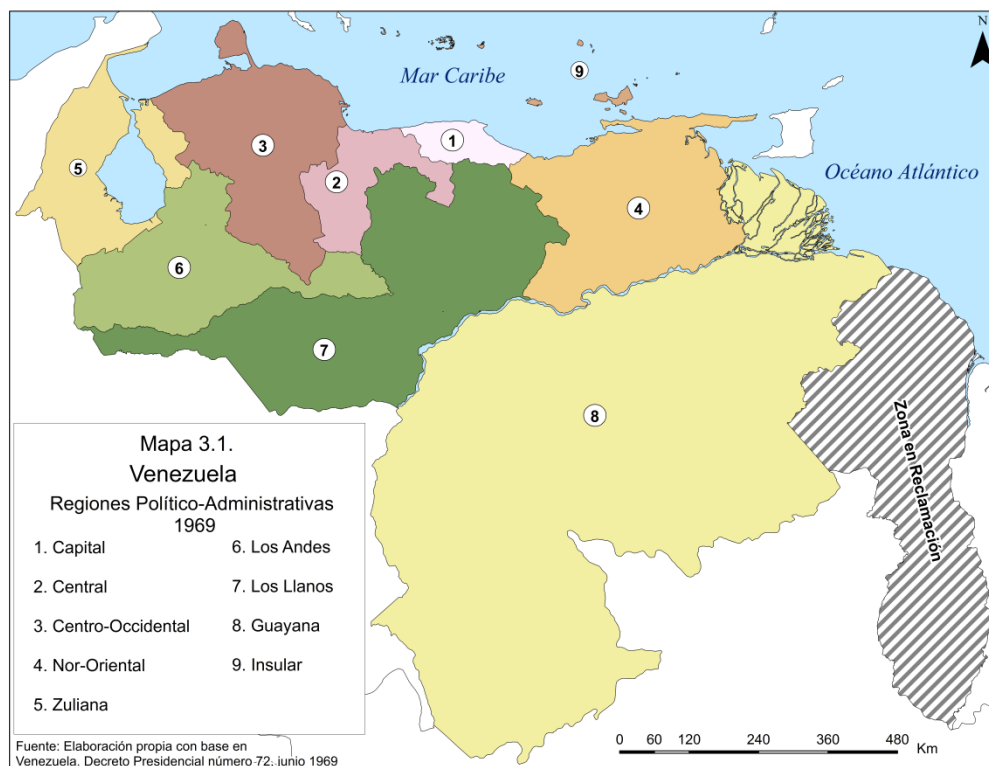 N
9
Mar Caribe
1
3
5
2
Océano Atlántico
4
6
7
8
Zona en Reclamación
Mapa 3.1.
Venezuela
Regiones Político-Administrativas
1969
1. Capital
2. Central
3. Centro-Occidental
4. Nor-Oriental
5. Zuliana
6. Los Andes
7. Los Llanos
8. Guayana
9. Insular
Fuente: Elaboración propia con base en
Venezuela. Decreto Presidencial número 72, junio 1969
0 60 120 240 360 480
Km